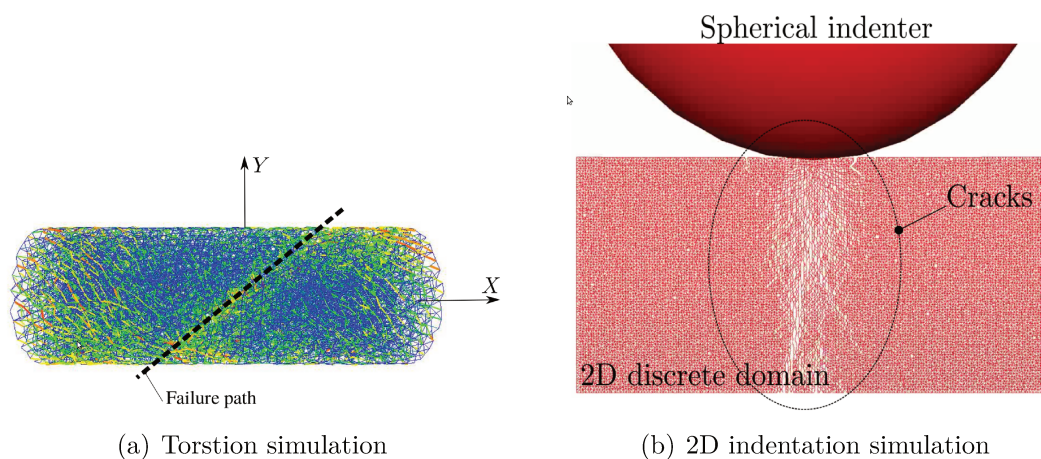 Y
X
Failure path
(a) Torstion simulation
Spherical indenter
Cracks
2D discrete domain
(b) 2D indentation simulation